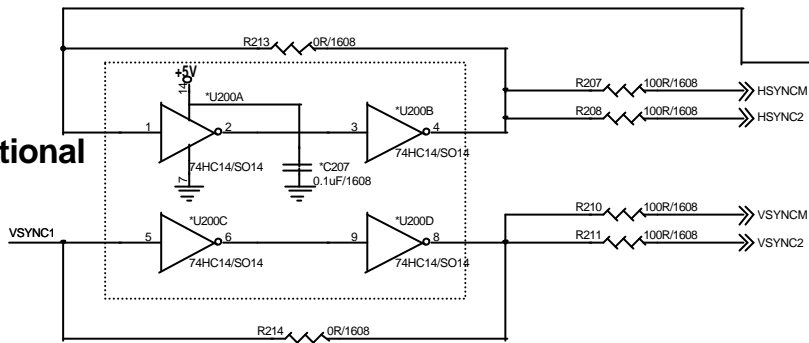 R213 0R/1608
+5V
14
*U200A
*U200B
R207 100R/1608 HSYNCM
R208 100R/1608 HSYNC2
1 2 3 4
tional
74HC14/SO14
74HC14/SO14
*C207
0.1uF/1608
7
*U200C
*U200D
R210 100R/1608 VSYNCM
VSYNC1
5 6 9 8
R211 100R/1608 VSYNC2
74HC14/SO14
74HC14/SO14
R214 0R/1608